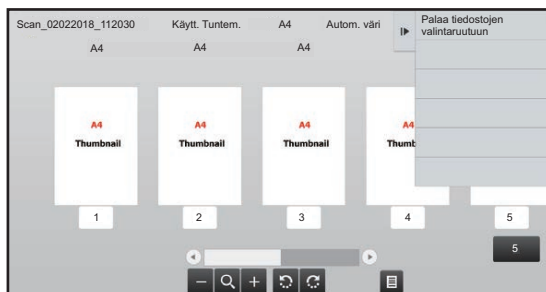 Scan_02022018_112030 Käytt. Tuntem. A4 Autom. väri
Palaa tiedostojen
valintaruutuun
A4 A4 A4
A4 A4 A4 A4
Thumbnail Thumbnail Thumbnail Thumb
1 2 3 4 5
5